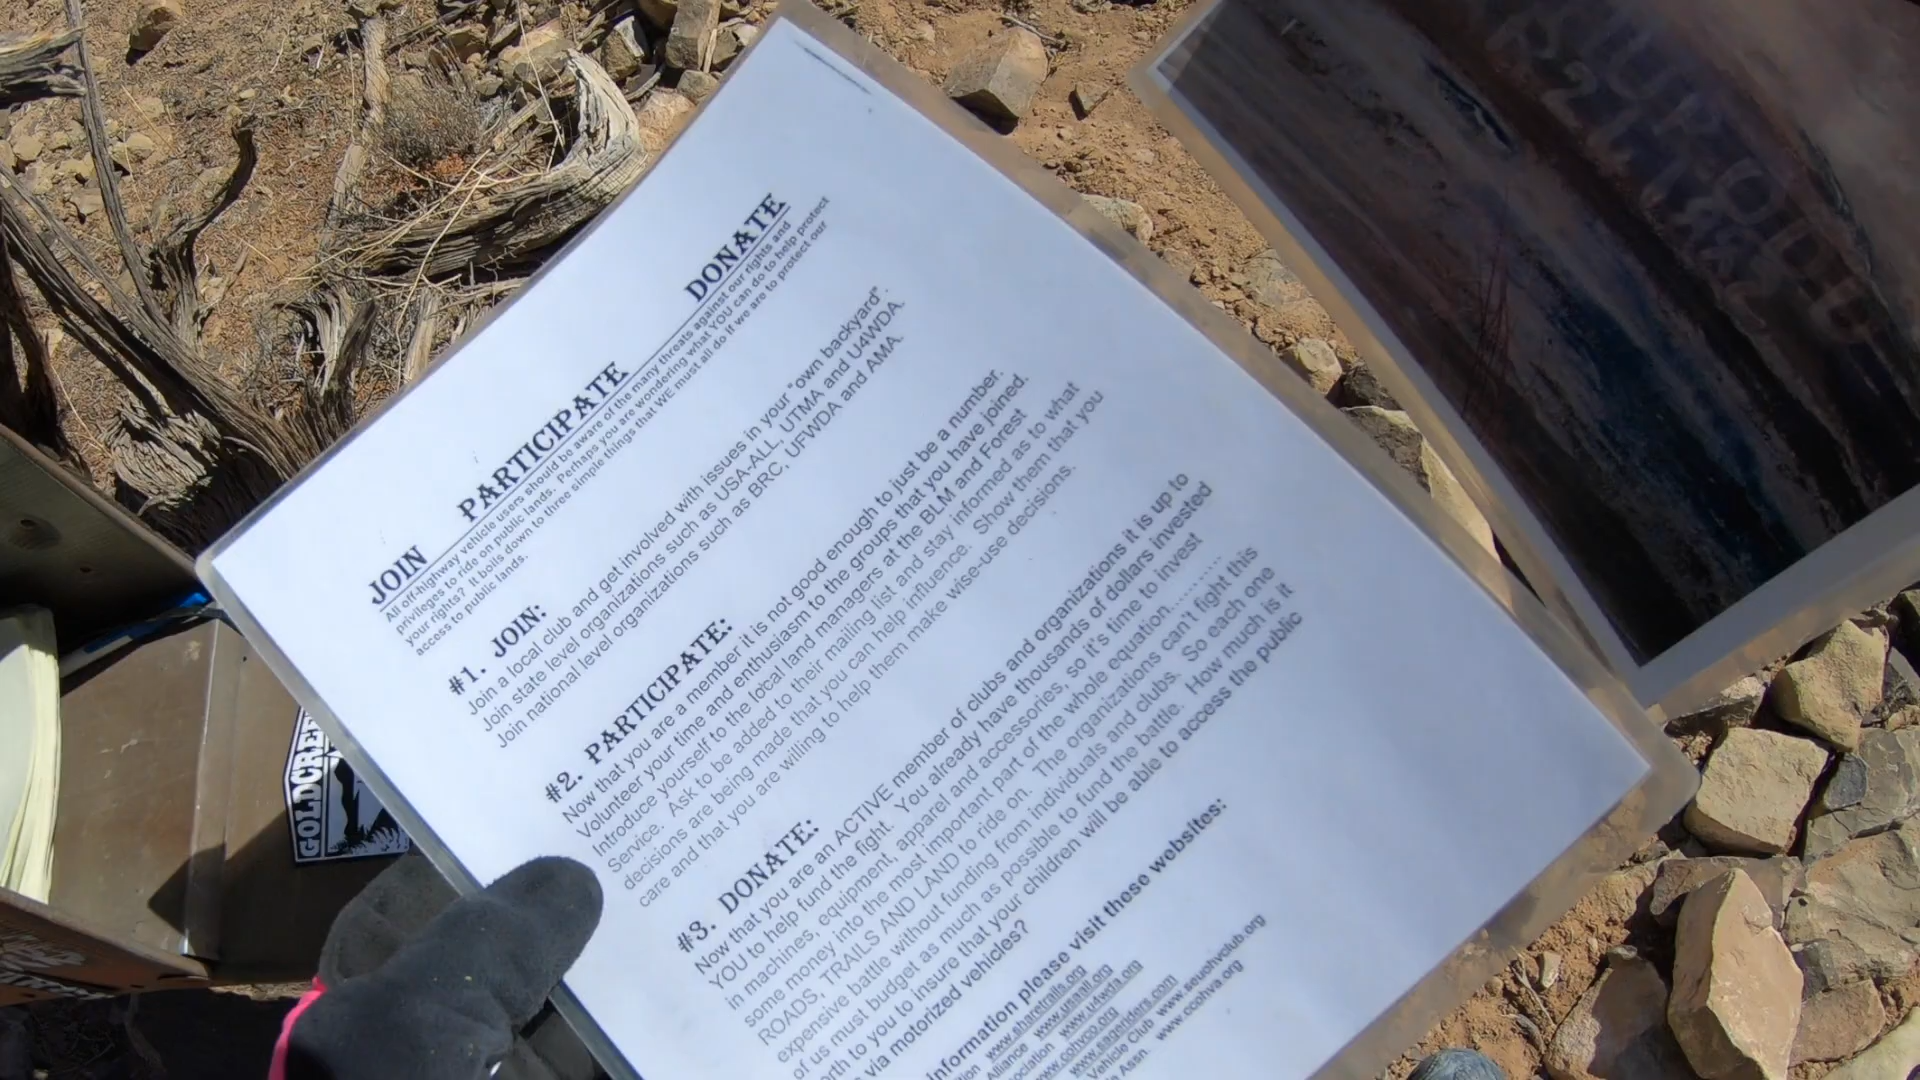 JOIN PARTICIPATE DONATE
All off-highway vehicle users should be aware of the many threats against our rights and
privileges to ride on public lands. Perhaps you are wondering what YOU can do to help protect
your rights? It boils down to three simple things that WE must all do if we are to protect our
access to public lands.
#1. JOIN:
Join a local club and get involved with issues in your "own backyard".
Join state level organizations such as USA-ALL, UTMA and U4WDA.
Join national level organizations such as BRC, UFWDA and AMA.
#2. PARTICIPATE:
Now that you are a member it is not good enough to just be a number.
Volunteer your time and enthusiasm to the groups that you have joined.
Introduce yourself to the local land managers at the BLM and Forest
Service. Ask to be added to their mailing list and stay informed as to what
decisions are being made that you can help influence. Show them that you
care and that you are willing to help them make wise-use decisions.
#3. DONATE:
Now that you are an ACTIVE member of clubs and organizations it is up to
YOU to help fund the fight. You already have thousands of dollars invested
in machines, equipment, apparel and accessories, so it's time to invest
some money into the most important part of the whole equation.........
ROADS, TRAILS AND LAND to ride on. The organizations can't fight this
expensive battle without funding from individuals and clubs. So each one
of us must budget as much as possible to fund the battle. How much is it
to you to insure that your children will be able to access the public
via motorized vehicles?
information please visit these websites:
www.sharetrails.org
Alliance www.usaall.org
www.u4wda.org
www.cohvco.org
www.sageriders.com
Vehicle Club www.seuohvclub.org
Assn. www.cohva.org